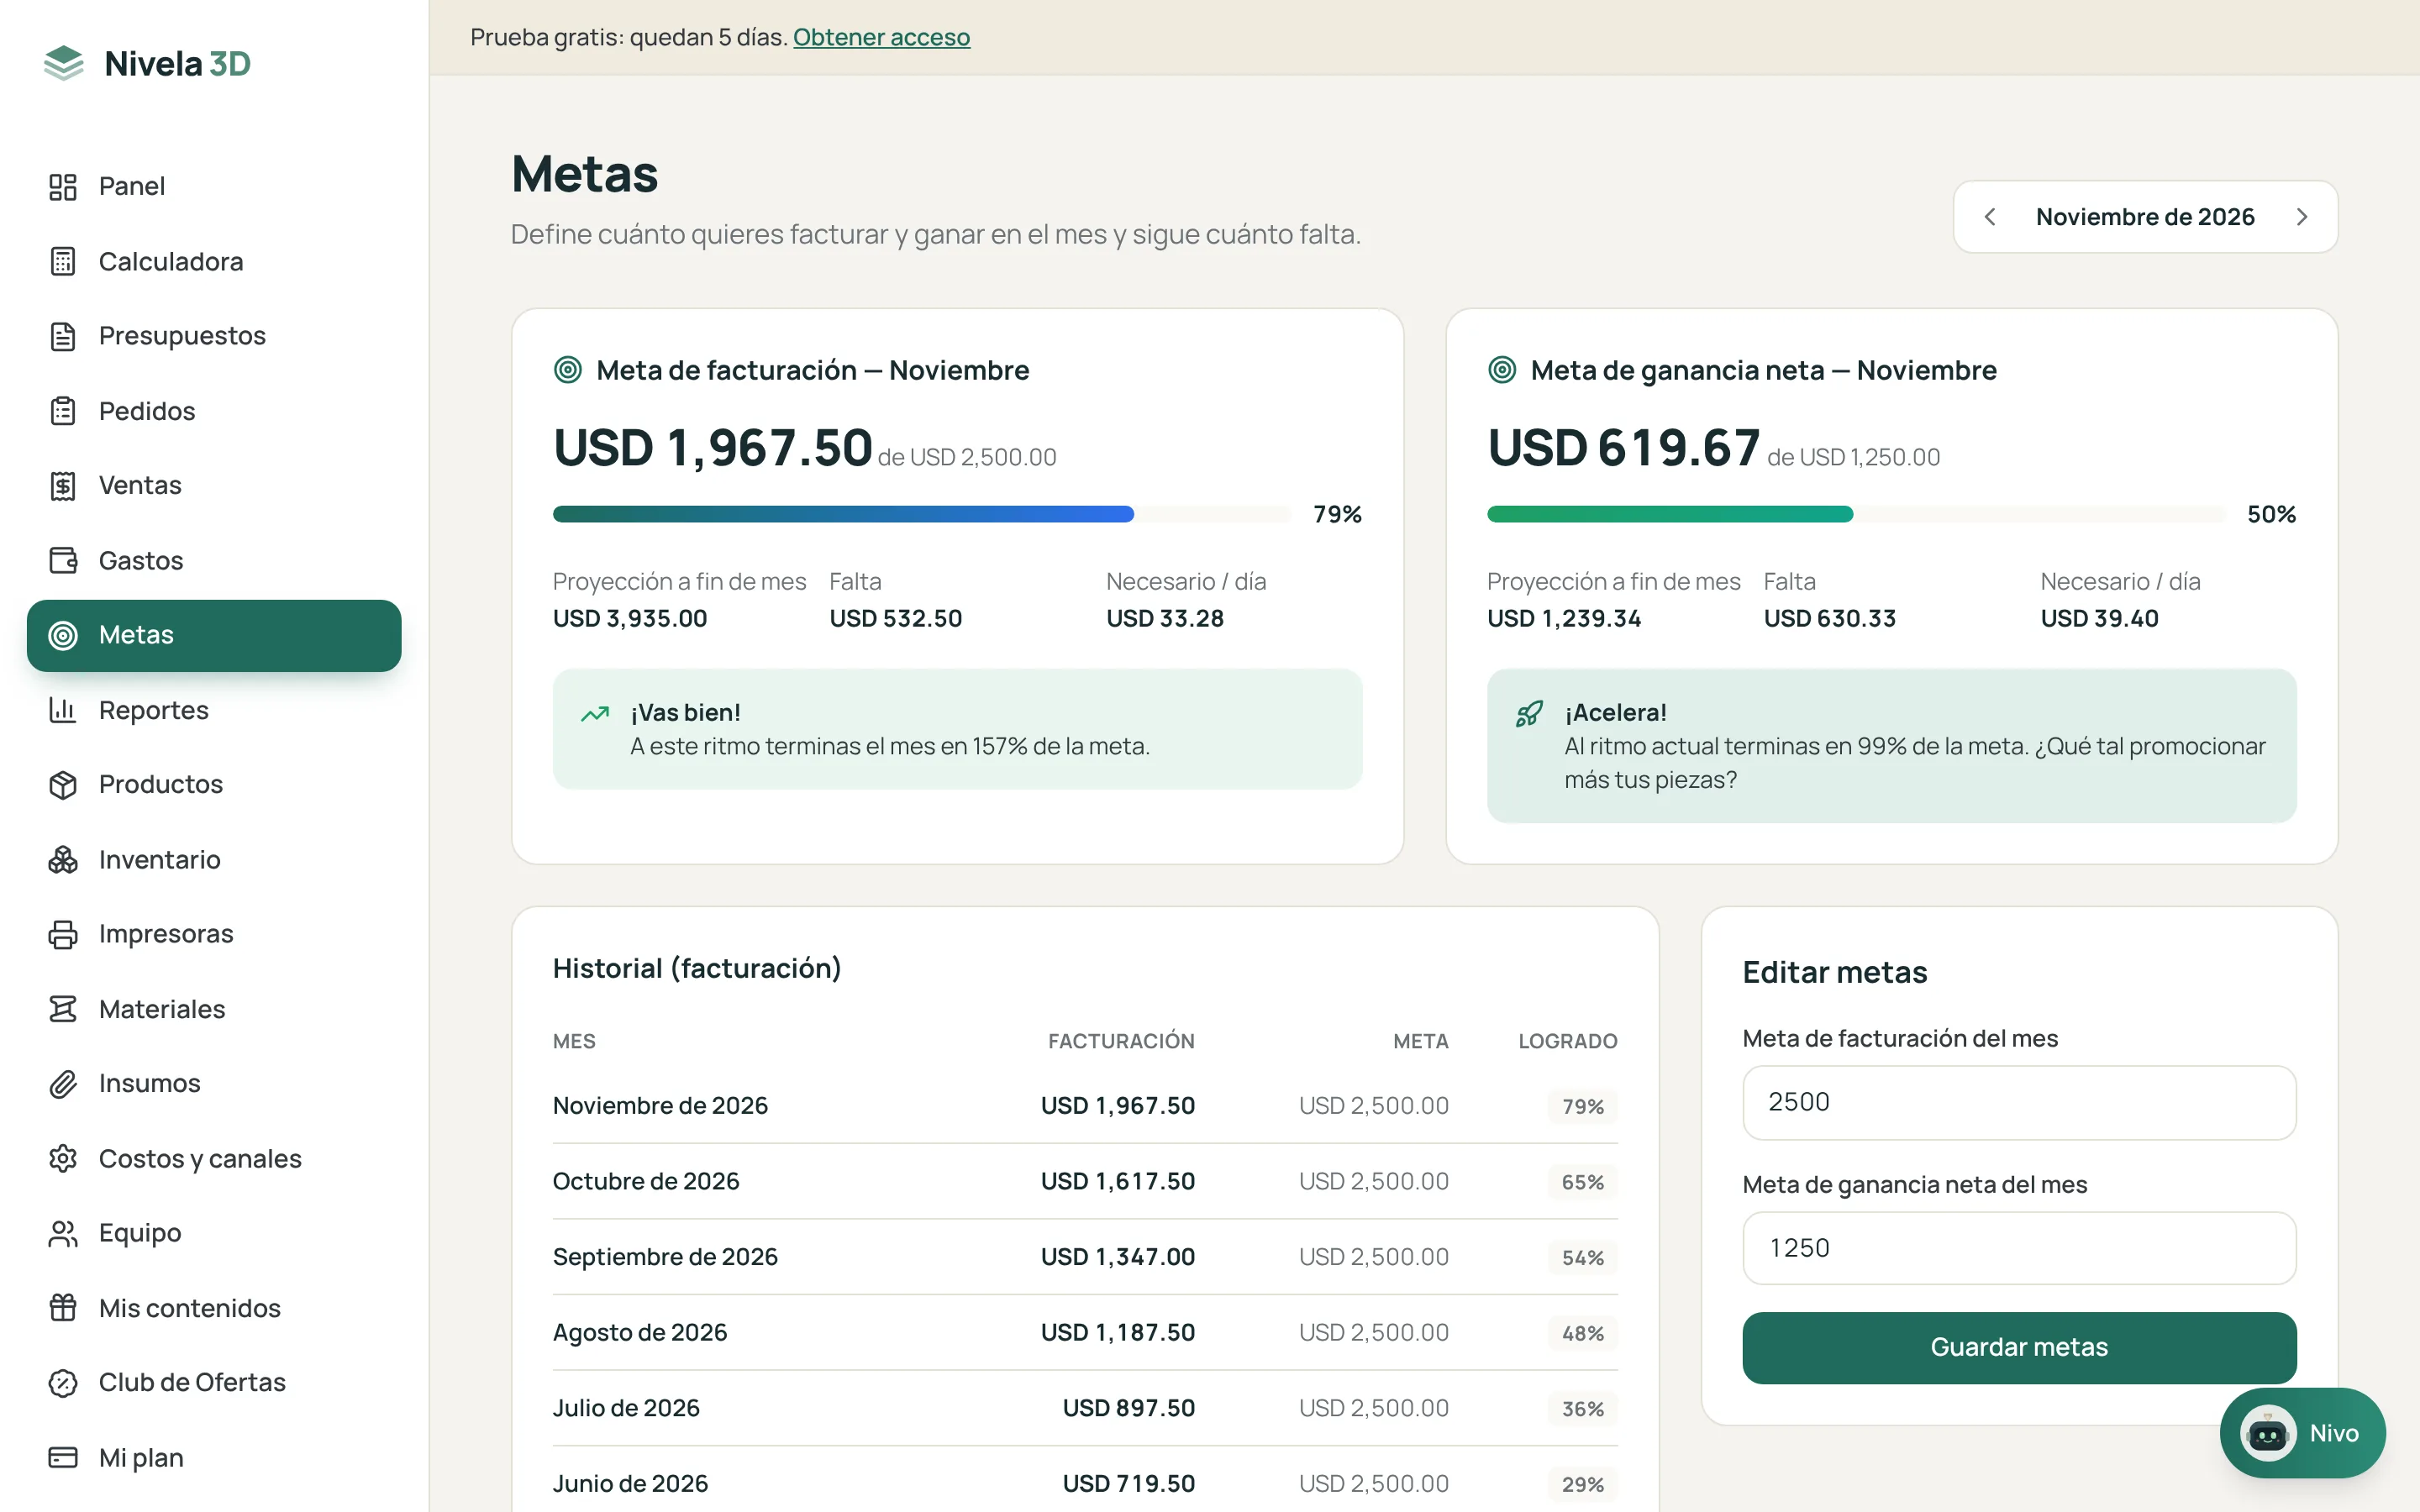 Nivela 3D
Panel
Calculadora
Presupuestos
Pedidos
Ventas
Gastos
Metas
Reportes
Productos
Inventario
Impresoras
Materiales
Insumos
Costos y canales
Equipo
Mis contenidos
Club de Ofertas
Mi plan
Prueba gratis: quedan 5 días. Obtener acceso
Metas
Define cuánto quieres facturar y ganar en el mes y sigue cuánto falta.
Noviembre de 2026
Meta de facturación — Noviembre
USD 1,967.50 de USD 2,500.00
79%
Proyección a fin de mes Falta Necesario / día
USD 3,935.00 USD 532.50 USD 33.28
¡Vas bien!
A este ritmo terminas el mes en 157% de la meta.
Meta de ganancia neta — Noviembre
USD 619.67 de USD 1,250.00
50%
Proyección a fin de mes Falta Necesario / día
USD 1,239.34 USD 630.33 USD 39.40
¡Acelera!
Al ritmo actual terminas en 99% de la meta. ¿Qué tal promocionar
más tus piezas?
Historial (facturación)
MES FACTURACIÓN META LOGRADO
Noviembre de 2026 USD 1,967.50 USD 2,500.00 79%
Octubre de 2026 USD 1,617.50 USD 2,500.00 65%
Septiembre de 2026 USD 1,347.00 USD 2,500.00 54%
Agosto de 2026 USD 1,187.50 USD 2,500.00 48%
Julio de 2026 USD 897.50 USD 2,500.00 36%
Junio de 2026 USD 719.50 USD 2,500.00 29%
Editar metas
Meta de facturación del mes
2500
Meta de ganancia neta del mes
1250
Guardar metas
Nivo